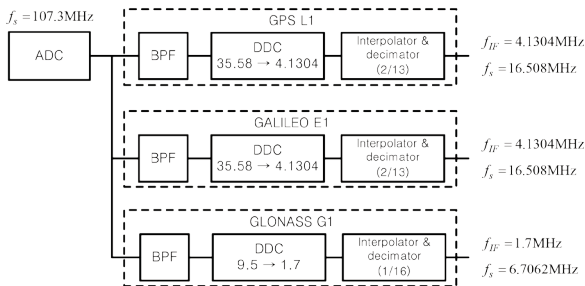 f_s = 107.3MHz
ADC
GPS L1
BPF
DDC
35.58 → 4.1304
Interpolator &
decimator
(2/13)
f_IF = 4.1304MHz
f_s = 16.508MHz
GALILEO E1
BPF
DDC
35.58 → 4.1304
Interpolator &
decimator
(2/13)
f_IF = 4.1304MHz
f_s = 16.508MHz
GLONASS G1
BPF
DDC
9.5 → 1.7
Interpolator &
decimator
(1/16)
f_IF = 1.7MHz
f_s = 6.7062MHz